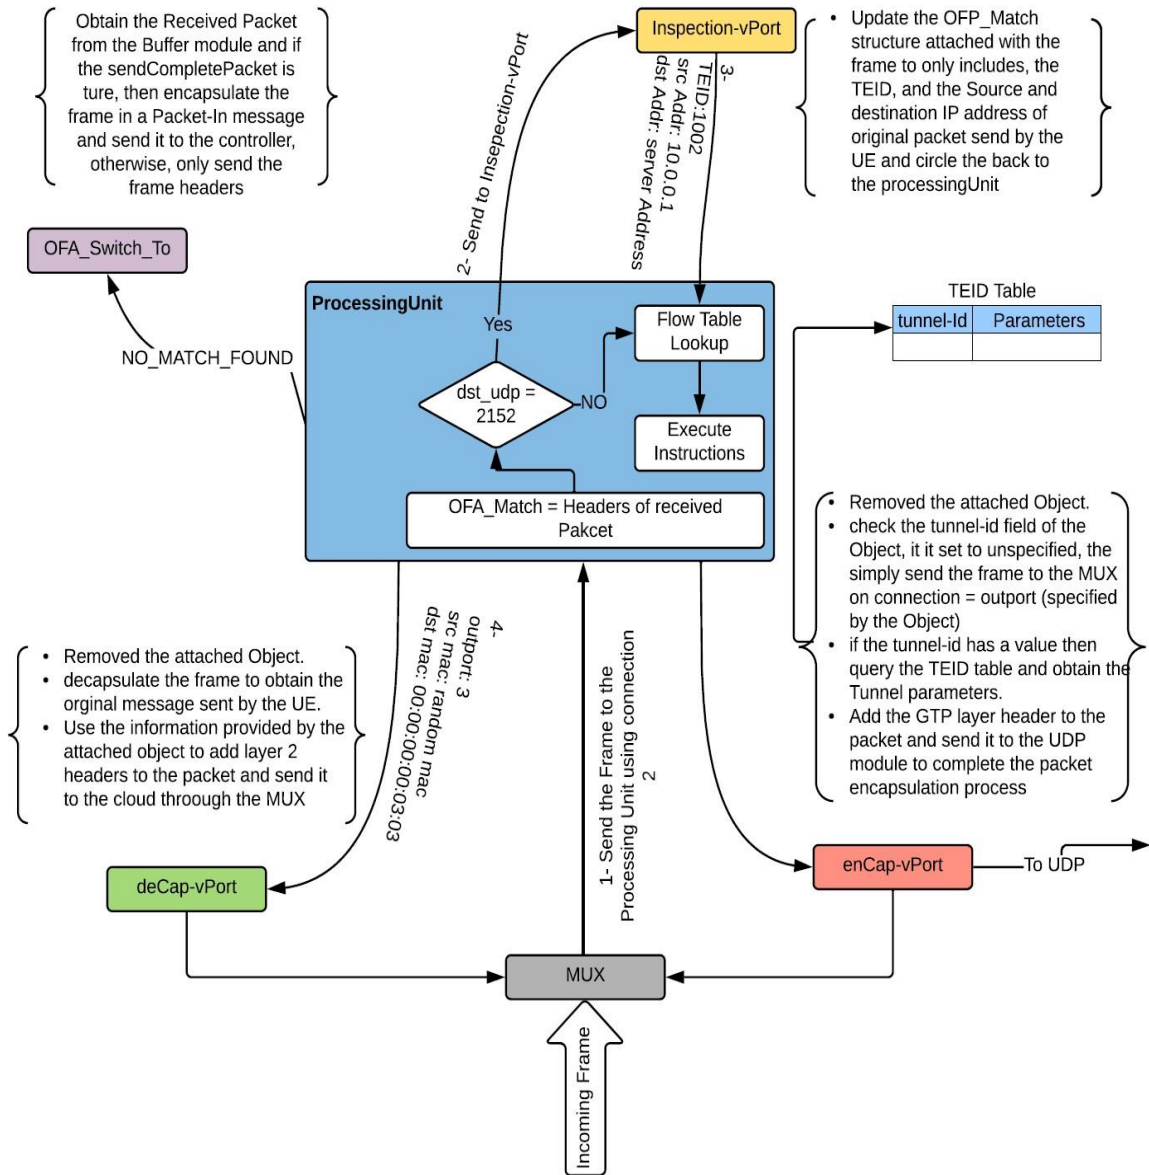 Obtain the Received Packet
from the Buffer module and if
the sendCompletePacket is
ture, then encapsulate the
frame in a Packet-In message
and send it to the controller,
otherwise, only send the
frame headers
Inspection-vPort
• Update the OFP_Match
structure attached with the
frame to only includes, the
TEID, and the Source and
destination IP address of
original packet send by the
UE and circle the back to
the processingUnit
2- Send to Insepection-vPort
3-
TEID:1002
src Addr: 10.0.0.1
dst Addr: server Address
OFA_Switch_To
NO_MATCH_FOUND
ProcessingUnit
Yes
dst_udp =
2152
NO
Flow Table
Lookup
Execute
Instructions
OFA_Match = Headers of received
Pakcet
TEID Table
tunnel-Id
Parameters
• Removed the attached Object.
• check the tunnel-id field of the
Object, it it set to unspecified, the
simply send the frame to the MUX
on connection = outport (specified
by the Object)
• if the tunnel-id has a value then
query the TEID table and obtain the
Tunnel parameters.
• Add the GTP layer header to the
packet and send it to the UDP
module to complete the packet
encapsulation process
• Removed the attached Object.
• decapsulate the frame to obtain the
orginal message sent by the UE.
• Use the information provided by the
attached object to add layer 2
headers to the packet and send it
to the cloud throough the MUX
4-
outport: 3
src mac: random mac
dst mac: 00:00:00:00:03:03
1- Send the Frame to the
Processing Unit using connection
2
deCap-vPort
enCap-vPort
To UDP
MUX
Incoming Frame